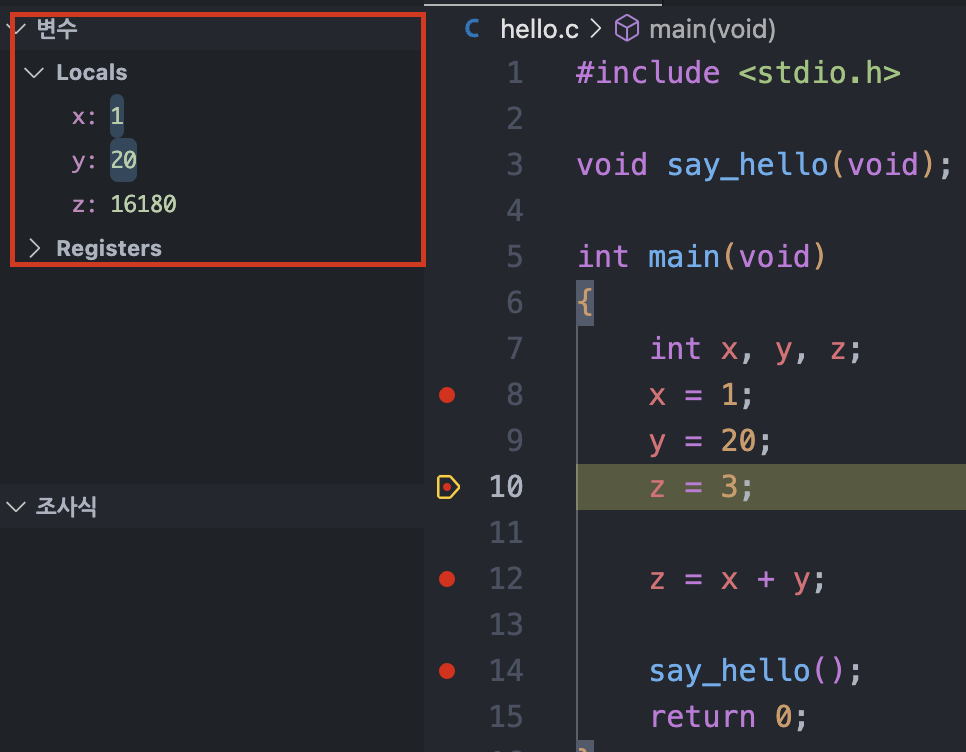 변수
Locals
x: 1
y: 20
z: 16180
Registers
조사식
C hello.c > main(void)
1 #include <stdio.h>
2
3 void say_hello(void);
4
5 int main(void)
6 {
7 int x, y, z;
8 x = 1;
9 y = 20;
10 z = 3;
11
12 z = x + y;
13
14 say_hello();
15 return 0;